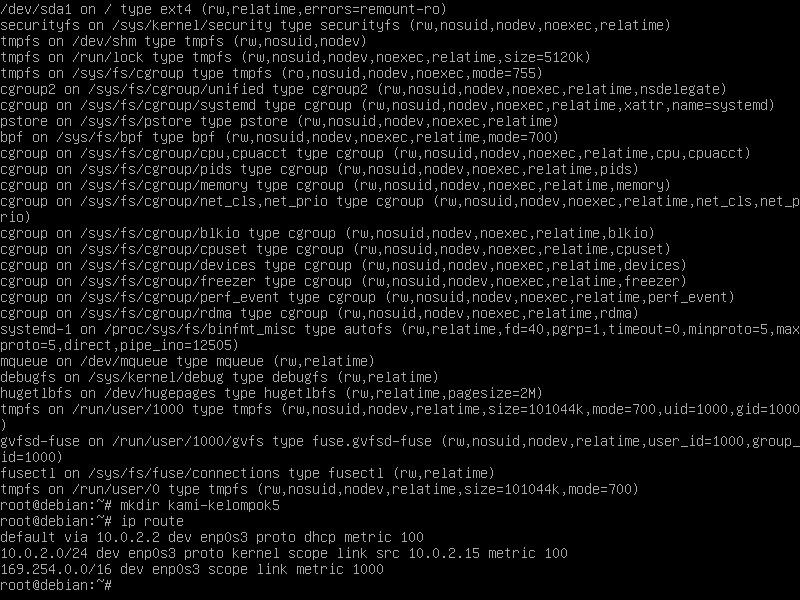 /dev/sda1 on / type ext4 (rw,relatime,errors=remount-ro)
securityfs on /sys/kernel/security type securityfs (rw,nosuid,nodev,noexec,relatime)
tmpfs on /dev/shm type tmpfs (rw,nosuid,nodev)
tmpfs on /run/lock type tmpfs (rw,nosuid,nodev,noexec,relatime,size=5120k)
tmpfs on /sys/fs/cgroup type tmpfs (ro,nosuid,nodev,noexec,mode=755)
cgroup2 on /sys/fs/cgroup/unified type cgroup2 (rw,nosuid,nodev,noexec,relatime,nsdelegate)
cgroup on /sys/fs/cgroup/systemd type cgroup (rw,nosuid,nodev,noexec,relatime,xattr,name=systemd)
pstore on /sys/fs/pstore type pstore (rw,nosuid,nodev,noexec,relatime)
bpf on /sys/fs/bpf type bpf (rw,nosuid,nodev,noexec,relatime,mode=700)
cgroup on /sys/fs/cgroup/cpu,cpuacct type cgroup (rw,nosuid,nodev,noexec,relatime,cpu,cpuacct)
cgroup on /sys/fs/cgroup/pids type cgroup (rw,nosuid,nodev,noexec,relatime,pids)
cgroup on /sys/fs/cgroup/memory type cgroup (rw,nosuid,nodev,noexec,relatime,memory)
cgroup on /sys/fs/cgroup/net_cls,net_prio type cgroup (rw,nosuid,nodev,noexec,relatime,net_cls,net_p
rio)
cgroup on /sys/fs/cgroup/blkio type cgroup (rw,nosuid,nodev,noexec,relatime,blkio)
cgroup on /sys/fs/cgroup/cpuset type cgroup (rw,nosuid,nodev,noexec,relatime,cpuset)
cgroup on /sys/fs/cgroup/devices type cgroup (rw,nosuid,nodev,noexec,relatime,devices)
cgroup on /sys/fs/cgroup/freezer type cgroup (rw,nosuid,nodev,noexec,relatime,freezer)
cgroup on /sys/fs/cgroup/perf_event type cgroup (rw,nosuid,nodev,noexec,relatime,perf_event)
cgroup on /sys/fs/cgroup/rdma type cgroup (rw,nosuid,nodev,noexec,relatime,rdma)
systemd-1 on /proc/sys/fs/binfmt_misc type autofs (rw,relatime,fd=40,pgrp=1,timeout=0,minproto=5,max
proto=5,direct,pipe_ino=12505)
mqueue on /dev/mqueue type mqueue (rw,relatime)
debugfs on /sys/kernel/debug type debugfs (rw,relatime)
hugetlbfs on /dev/hugepages type hugetlbfs (rw,relatime,pagesize=2M)
tmpfs on /run/user/1000 type tmpfs (rw,nosuid,nodev,relatime,size=101044k,mode=700,uid=1000,gid=1000
)
gvfsd-fuse on /run/user/1000/gvfs type fuse.gvfsd-fuse (rw,nosuid,nodev,relatime,user_id=1000,group_
id=1000)
fusectl on /sys/fs/fuse/connections type fusectl (rw,relatime)
tmpfs on /run/user/0 type tmpfs (rw,nosuid,nodev,relatime,size=101044k,mode=700)
root@debian:~# mkdir kami-kelompok5
root@debian:~# ip route
default via 10.0.2.2 dev enp0s3 proto dhcp metric 100
10.0.2.0/24 dev enp0s3 proto kernel scope link src 10.0.2.15 metric 100
169.254.0.0/16 dev enp0s3 scope link metric 1000
root@debian:~#